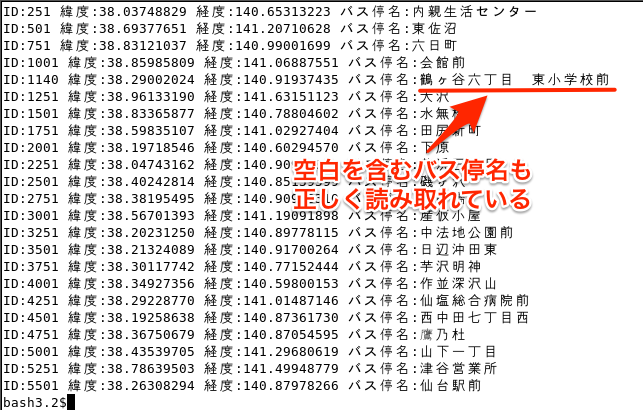 ID:251 緯度:38.03748829 経度:140.65313223 バス停名:内親生活センター
ID:501 緯度:38.69377651 経度:141.20710628 バス停名:東佐沼
ID:751 緯度:38.83121037 経度:140.99001699 バス停名:六日町
ID:1001 緯度:38.85985809 経度:141.06887551 バス停名:会館前
ID:1140 緯度:38.29002024 経度:140.91937435 バス停名:鶴ヶ谷六丁目　東小学校前
ID:1251 緯度:38.96133190 経度:141.63151123 バス停名:大沢
ID:1501 緯度:38.83365877 経度:140.78804602 バス停名:水無
ID:1751 緯度:38.59835107 経度:141.02927404 バス停名:田尻新町
ID:2001 緯度:38.19718546 経度:140.60294570 バス停名:下原
ID:2251 緯度:38.04743162 経度:140.90
ID:2501 緯度:38.40242814 経度:140.85
ID:2751 緯度:38.38195495 経度:140.90
空白を含むバス停名も
正しく読み取れている
ID:3001 緯度:38.56701393 経度:141.19091898 バス停名:産仮小屋
ID:3251 緯度:38.20231250 経度:140.89778115 バス停名:中法地公園前
ID:3501 緯度:38.21324089 経度:140.91700264 バス停名:日辺沖田東
ID:3751 緯度:38.30117742 経度:140.77152444 バス停名:芋沢明神
ID:4001 緯度:38.34927356 経度:140.59800153 バス停名:作並深沢山
ID:4251 緯度:38.29228770 経度:141.01487146 バス停名:仙塩総合病院前
ID:4501 緯度:38.19258638 経度:140.87361730 バス停名:西中田七丁目西
ID:4751 緯度:38.36750679 経度:140.87054595 バス停名:鷹乃杜
ID:5001 緯度:38.43539705 経度:141.29680619 バス停名:山下一丁目
ID:5251 緯度:38.78639503 経度:141.49948779 バス停名:津谷営業所
ID:5501 緯度:38.26308294 経度:140.87978266 バス停名:仙台駅前
bash3.2$